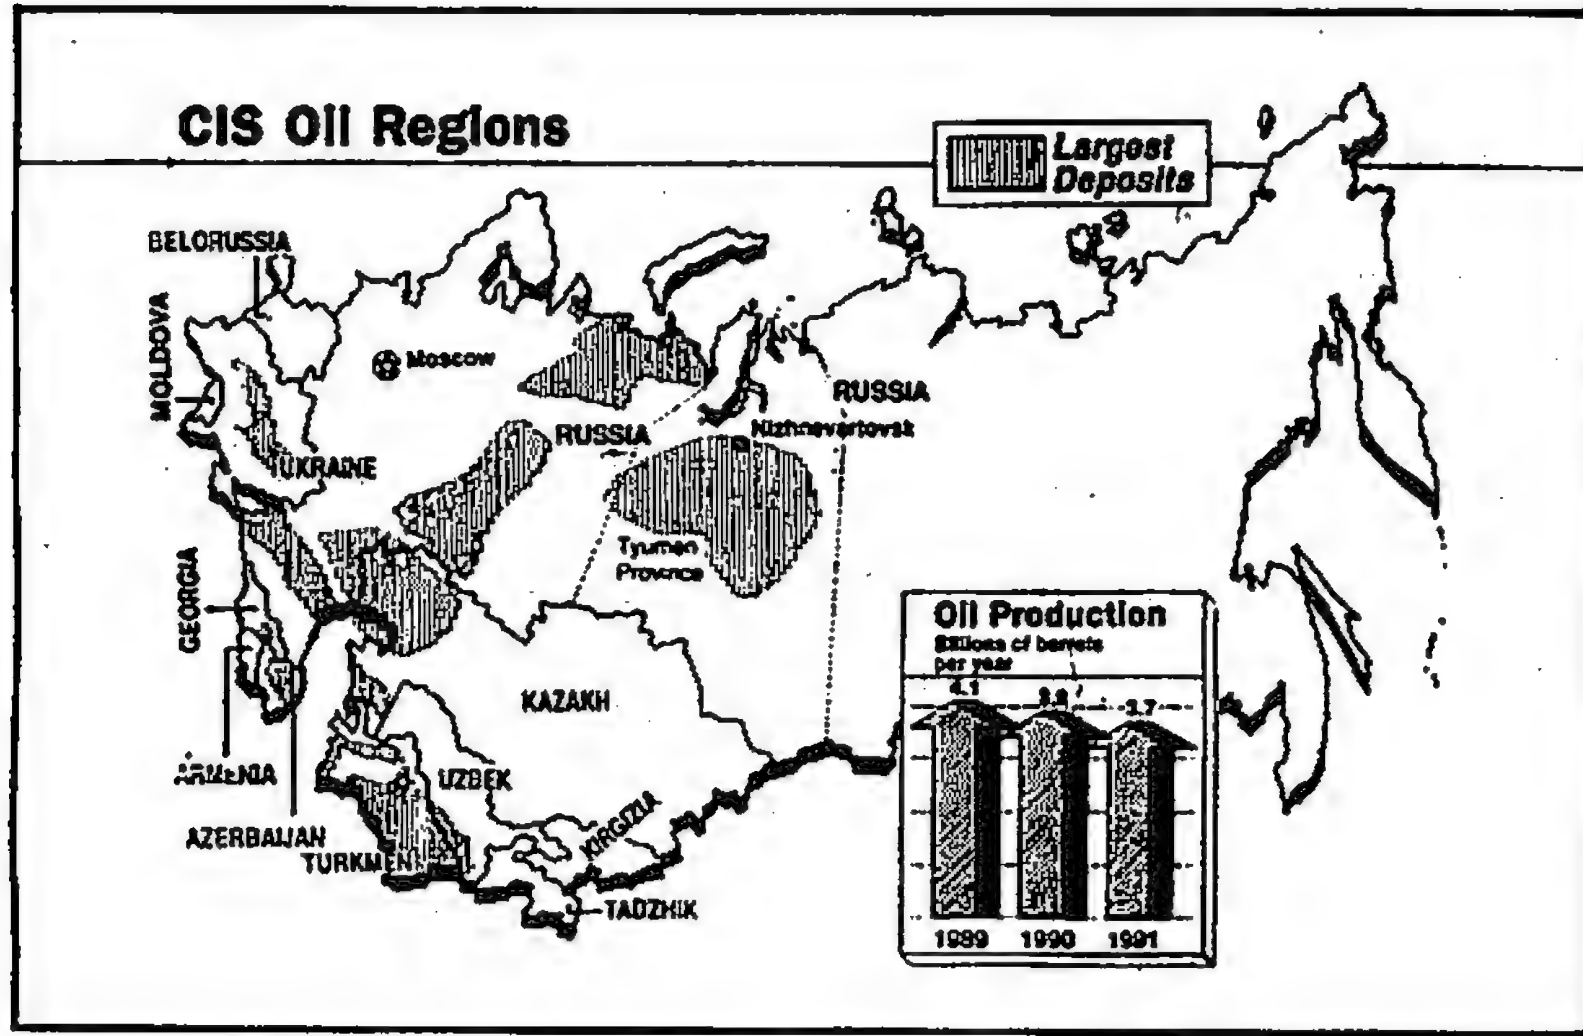 CIS Oil Regions
Largest
Deposits
BELORUSSIA
MOLDOVA
Moscow
RUSSIA
RUSSIA
Nizhnevartovsk
UKRAINE
Tyumen
Province
GEORGIA
KAZAKH
ARMENIA
UZBEK
AZERBAIJAN
KIRGIZIA
TURKMEN
TADZHIK
Oil Production
Billions of barrels
per year
4.1
3.7
1989
1990
1991